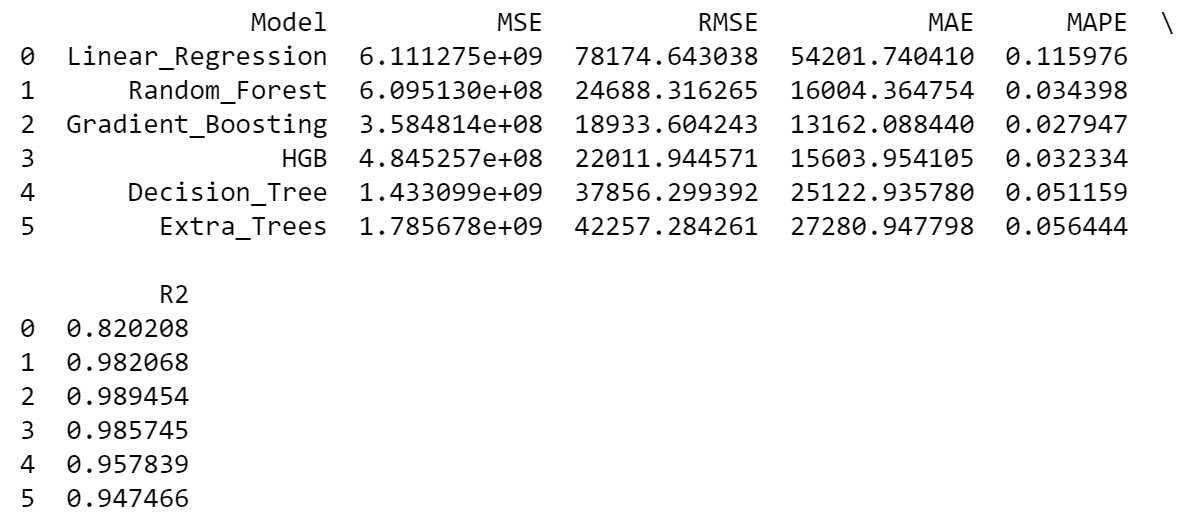 Model MSE RMSE MAE MAPE \
0 Linear_Regression 6.111275e+09 78174.643038 54201.740410 0.115976
1 Random_Forest 6.095130e+08 24688.316265 16004.364754 0.034398
2 Gradient_Boosting 3.584814e+08 18933.604243 13162.088440 0.027947
3 HGB 4.845257e+08 22011.944571 15603.954105 0.032334
4 Decision_Tree 1.433099e+09 37856.299392 25122.935780 0.051159
5 Extra_Trees 1.785678e+09 42257.284261 27280.947798 0.056444
R2
0 0.820208
1 0.982068
2 0.989454
3 0.985745
4 0.957839
5 0.947466